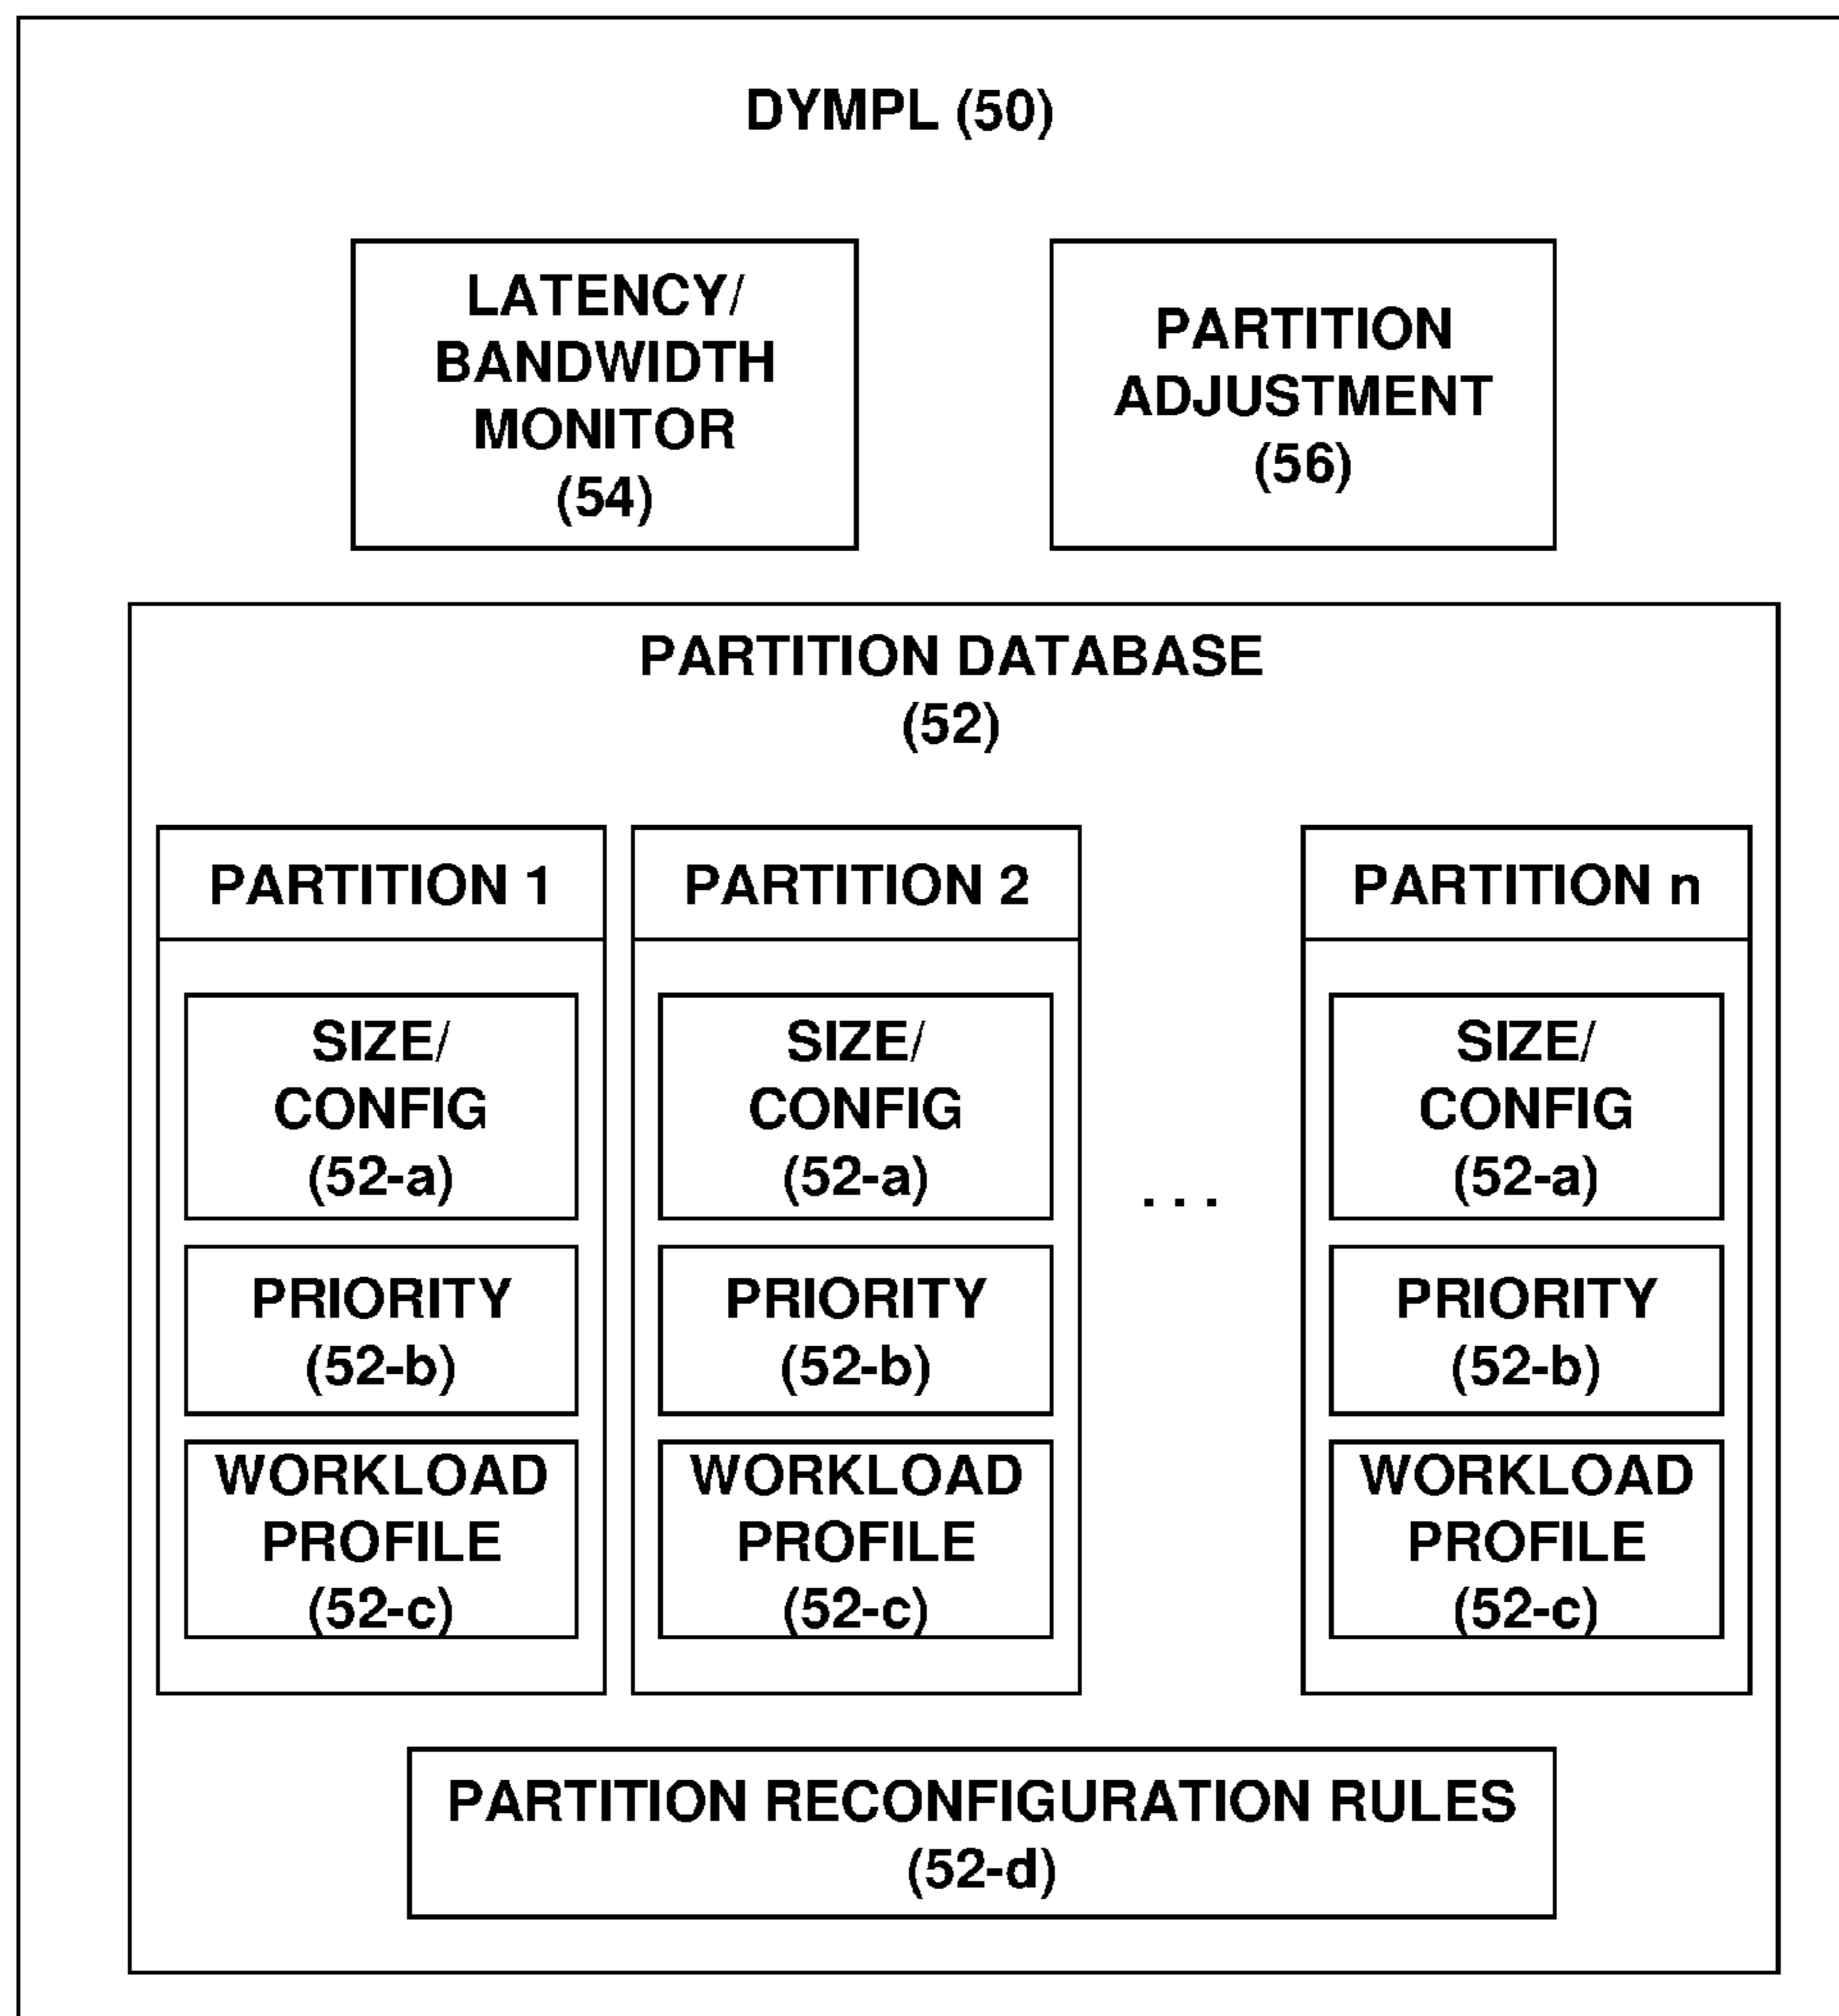 DYMPL (50)
LATENCY/
BANDWIDTH
MONITOR
(54)
PARTITION
ADJUSTMENT
(56)
PARTITION DATABASE
(52)
PARTITION 1
SIZE/
CONFIG
(52-a)
PRIORITY
(52-b)
WORKLOAD
PROFILE
(52-c)
PARTITION 2
SIZE/
CONFIG
(52-a)
PRIORITY
(52-b)
WORKLOAD
PROFILE
(52-c)
. . .
PARTITION n
SIZE/
CONFIG
(52-a)
PRIORITY
(52-b)
WORKLOAD
PROFILE
(52-c)
PARTITION RECONFIGURATION RULES
(52-d)